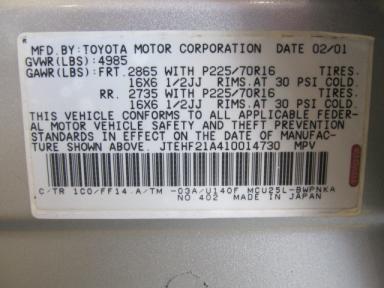 MFD. BY: TOYOTA MOTOR CORPORATION DATE 02/01
GVWR(LBS): 4985
GAWR(LBS): FRT. 2865 WITH P225/70R16 TIRES.
16X6 1/2JJ RIMS. AT 30 PSI COLD.
RR. 2735 WITH P225/70R16 TIRES.
16X6 1/2JJ RIMS. AT 30 PSI COLD.
THIS VEHICLE CONFORMS TO ALL APPLICABLE FEDER-
AL MOTOR VEHICLE SAFETY AND THEFT PREVENTION
STANDARDS IN EFFECT ON THE DATE OF MANUFAC-
TURE SHOWN ABOVE. JTEHF21A410014730 MPV
C/TR 1C0/FF14 A/TM -03A/U140F MCU25L-BWPNKA
NO 402 MADE IN JAPAN